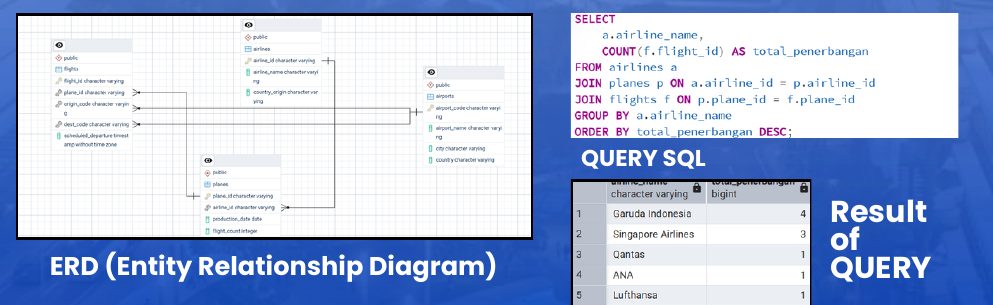 public
flights
flight_id character varying
plane_id character varying
origin_code character varyin
g
dest_code character varying
scheduled_departure timest
amp without time zone
public
airlines
airline_id character varying
airline_name character varyi
ng
country_origin character var
ying
public
airports
airport_code character varyi
ng
airport_name character varyi
ng
city character varying
country character varying
public
planes
plane_id character varying
airline_id character varying
production_date date
flight_count integer
ERD (Entity Relationship Diagram)
SELECT
a.airline_name,
COUNT(f.flight_id) AS total_penerbangan
FROM airlines a
JOIN planes p ON a.airline_id = p.airline_id
JOIN flights f ON p.plane_id = f.plane_id
GROUP BY a.airline_name
ORDER BY total_penerbangan DESC;
QUERY SQL
airline_name total_penerbangan
character varying bigint
1 Garuda Indonesia 4
2 Singapore Airlines 3
3 Qantas 1
4 ANA 1
5 Lufthansa 1
Result
of
QUERY